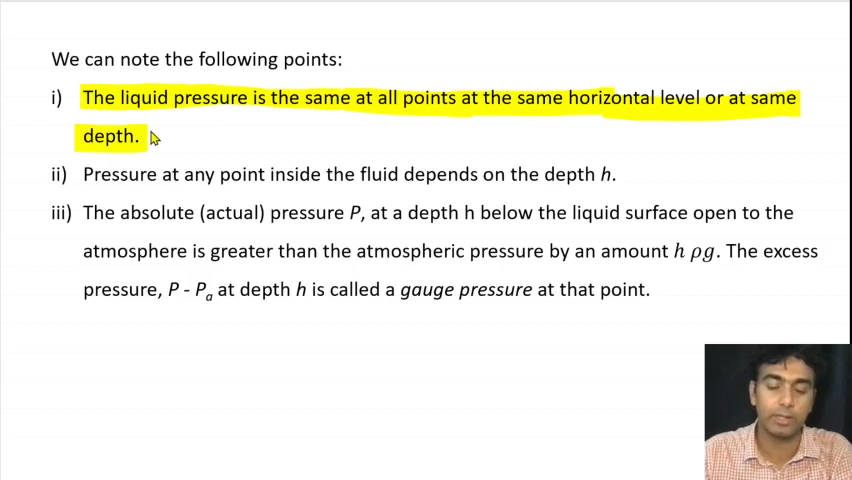 We can note the following points:
i) The liquid pressure is the same at all points at the same horizontal level or at same
depth.
ii) Pressure at any point inside the fluid depends on the depth h.
iii) The absolute (actual) pressure P, at a depth h below the liquid surface open to the
atmosphere is greater than the atmospheric pressure by an amount h ρg. The excess
pressure, P - Pₐ at depth h is called a gauge pressure at that point.